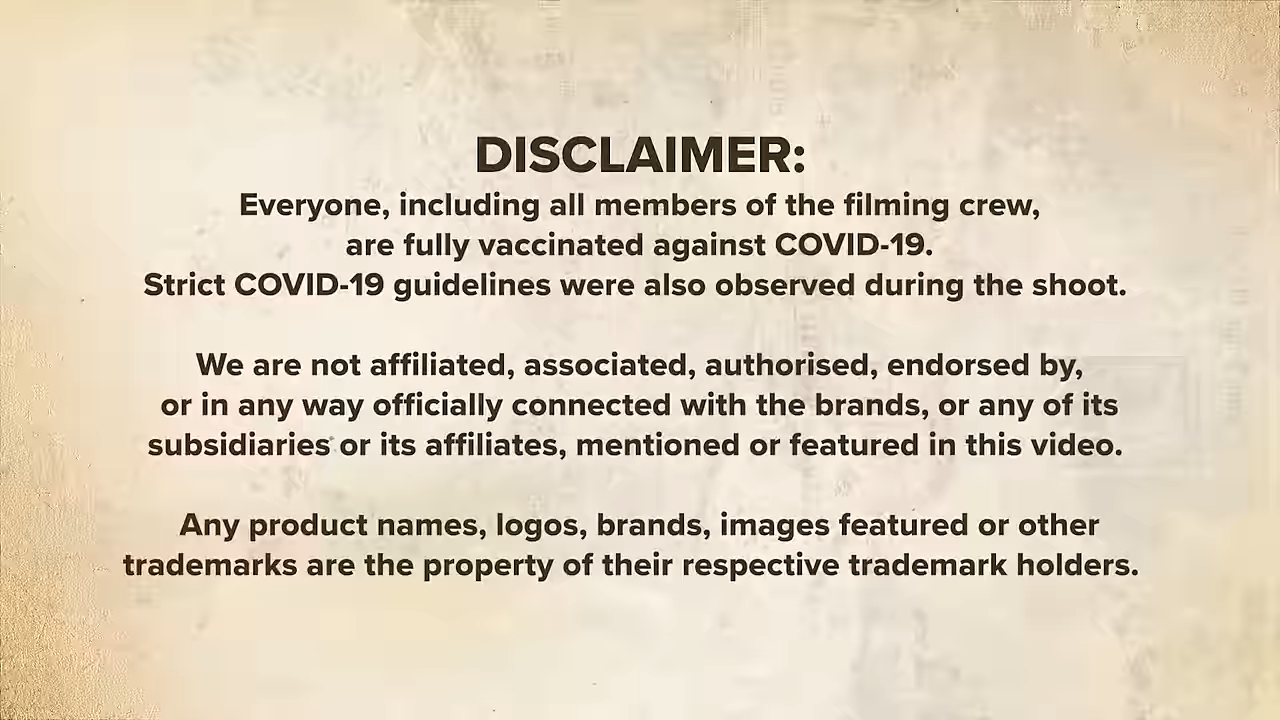 DISCLAIMER:
Everyone, including all members of the filming crew,
are fully vaccinated against COVID-19.
Strict COVID-19 guidelines were also observed during the shoot.
We are not affiliated, associated, authorised, endorsed by,
or in any way officially connected with the brands, or any of its
subsidiaries or its affiliates, mentioned or featured in this video.
Any product names, logos, brands, images featured or other
trademarks are the property of their respective trademark holders.